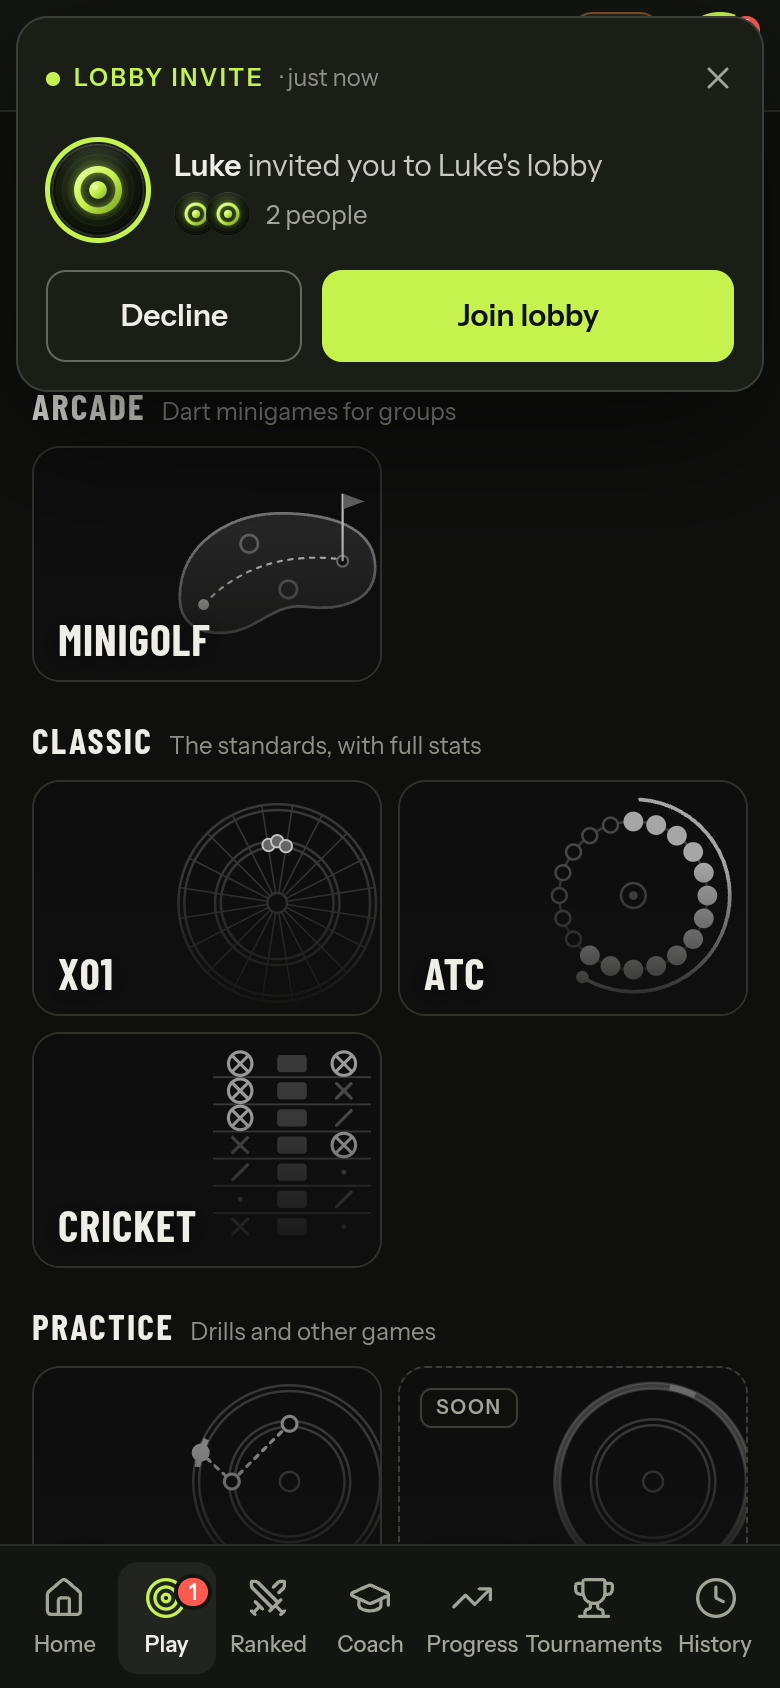 LOBBY INVITE · just now
Luke invited you to Luke's lobby
2 people
Decline
Join lobby
ARCADE Dart minigames for groups
MINIGOLF
CLASSIC The standards, with full stats
X01
ATC
CRICKET
PRACTICE Drills and other games
SOON
1
Home
Play
Ranked
Coach
Progress
Tournaments
History